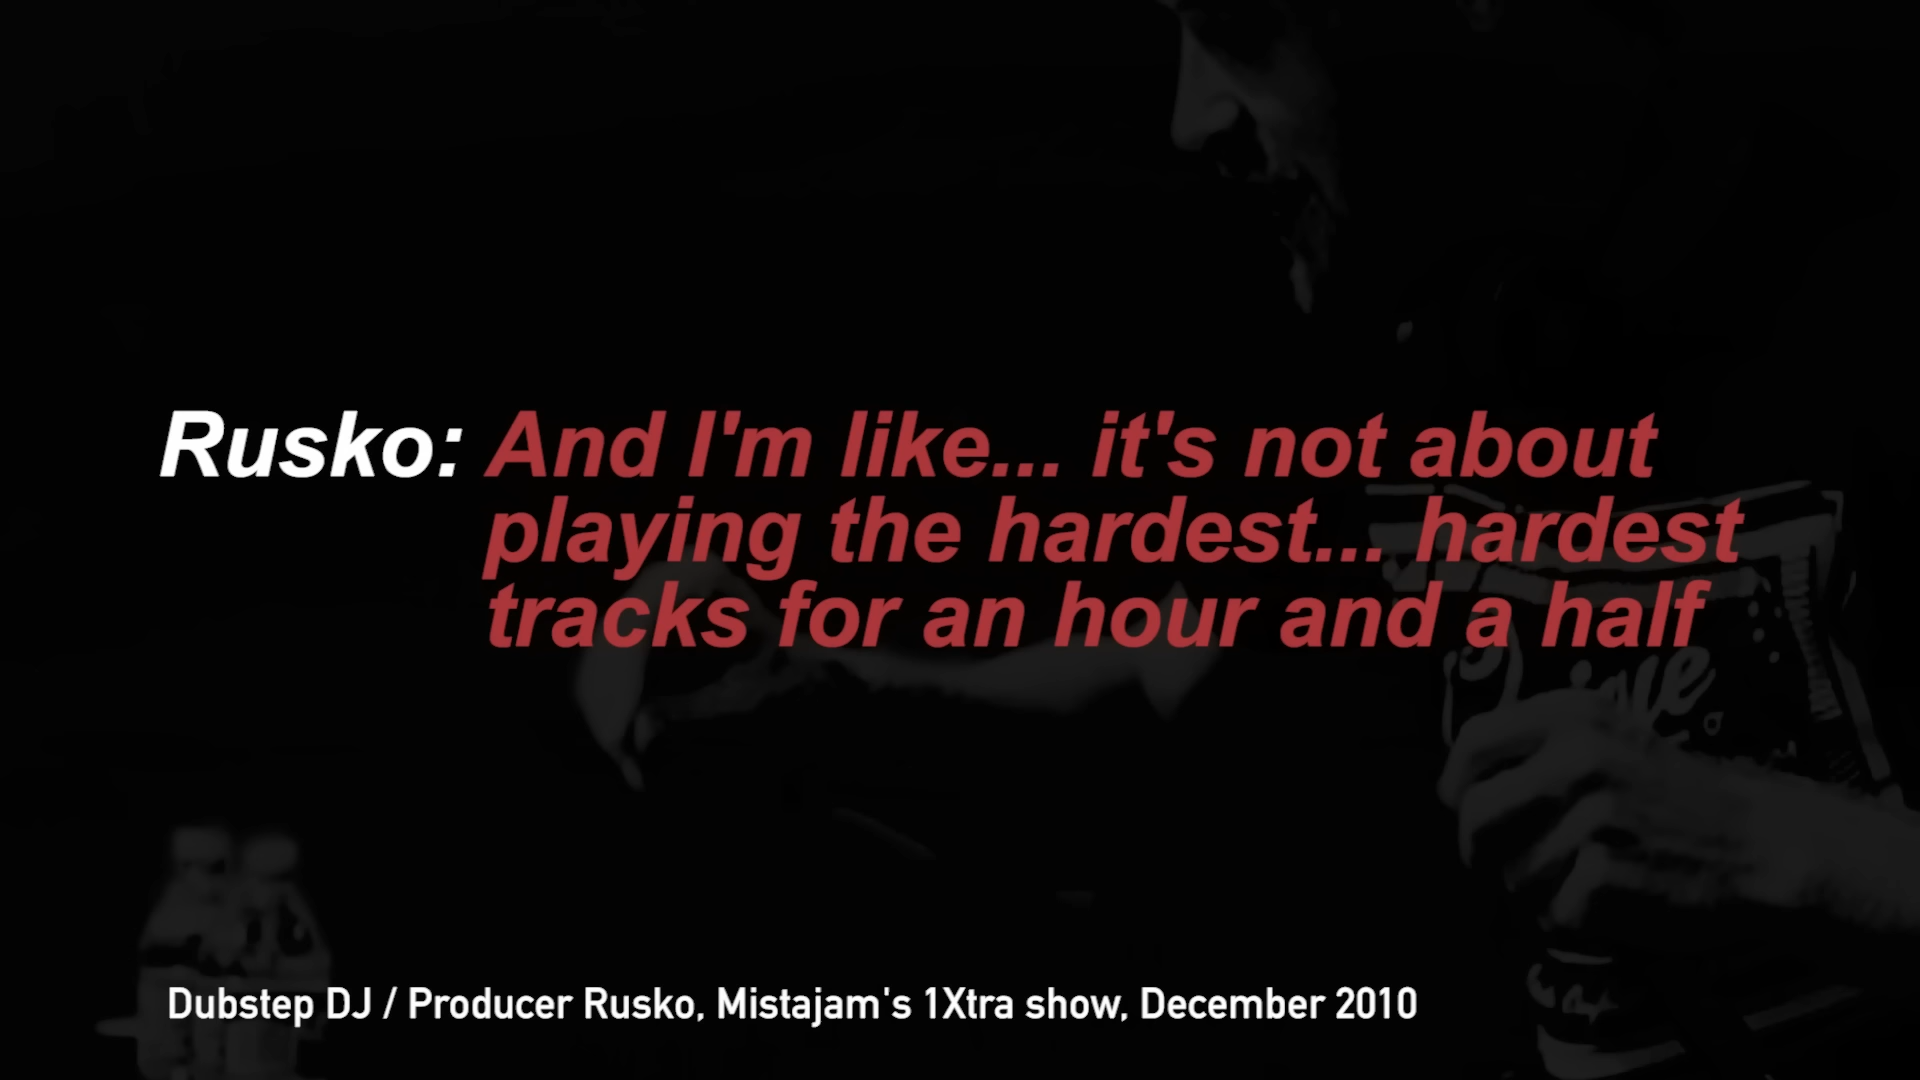 Rusko: And I'm like... it's not about
playing the hardest... hardest
tracks for an hour and a half
Dubstep DJ / Producer Rusko, Mistajam's 1Xtra show, December 2010